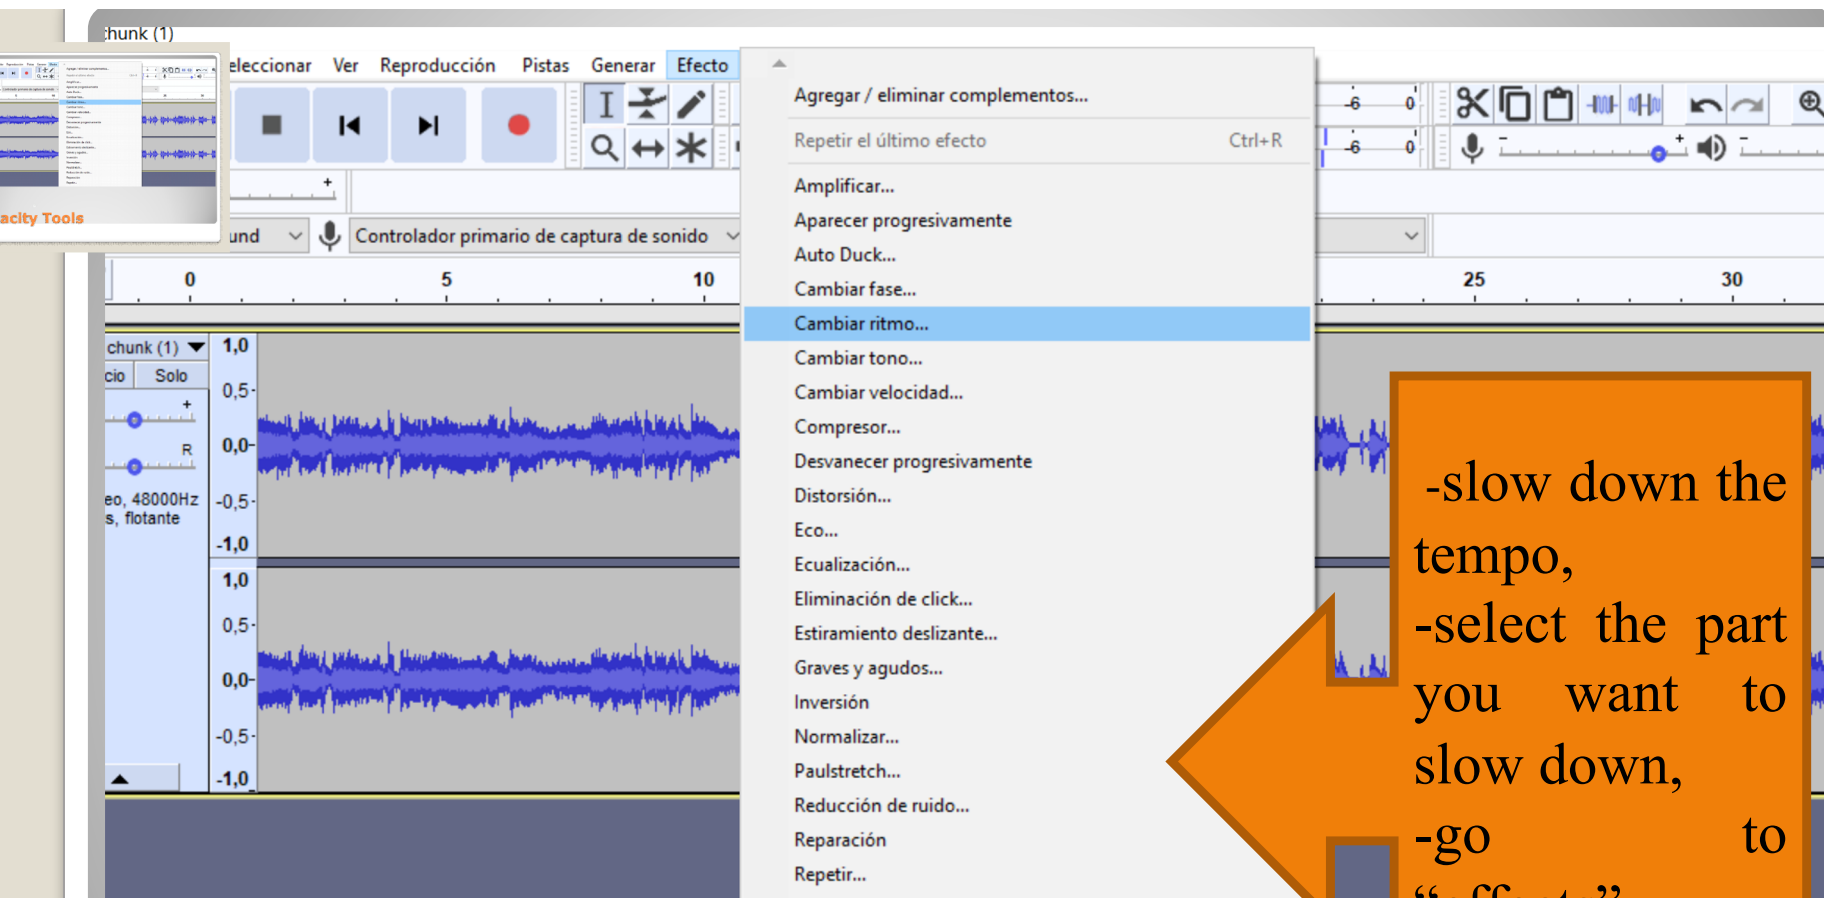 chunk (1)
eleccionar Ver Reproducción Pistas Generar Efecto
Agregar / eliminar complementos...
Repetir el último efecto Ctrl+R
Amplificar...
Aparecer progresivamente
Auto Duck...
Cambiar fase...
Cambiar ritmo...
Cambiar tono...
Cambiar velocidad...
Compresor...
Desvanecer progresivamente
Distorsión...
Eco...
Ecualización...
Eliminación de click...
Estiramiento deslizante...
Graves y agudos...
Inversión
Normalizar...
Paulstretch...
Reducción de ruido...
Reparación
Repetir...
-6 0
-6 0
- +
-
+
acity Tools
und Controlador primario de captura de sonido
0 5 10 25 30
chunk (1) 1,0
cio Solo
0,5
+
R 0,0
eo, 48000Hz -0,5
s, flotante
-1,0
1,0
0,5
0,0
-0,5
-1,0
-slow down the
tempo,
-select the part
you want to
slow down,
-go to